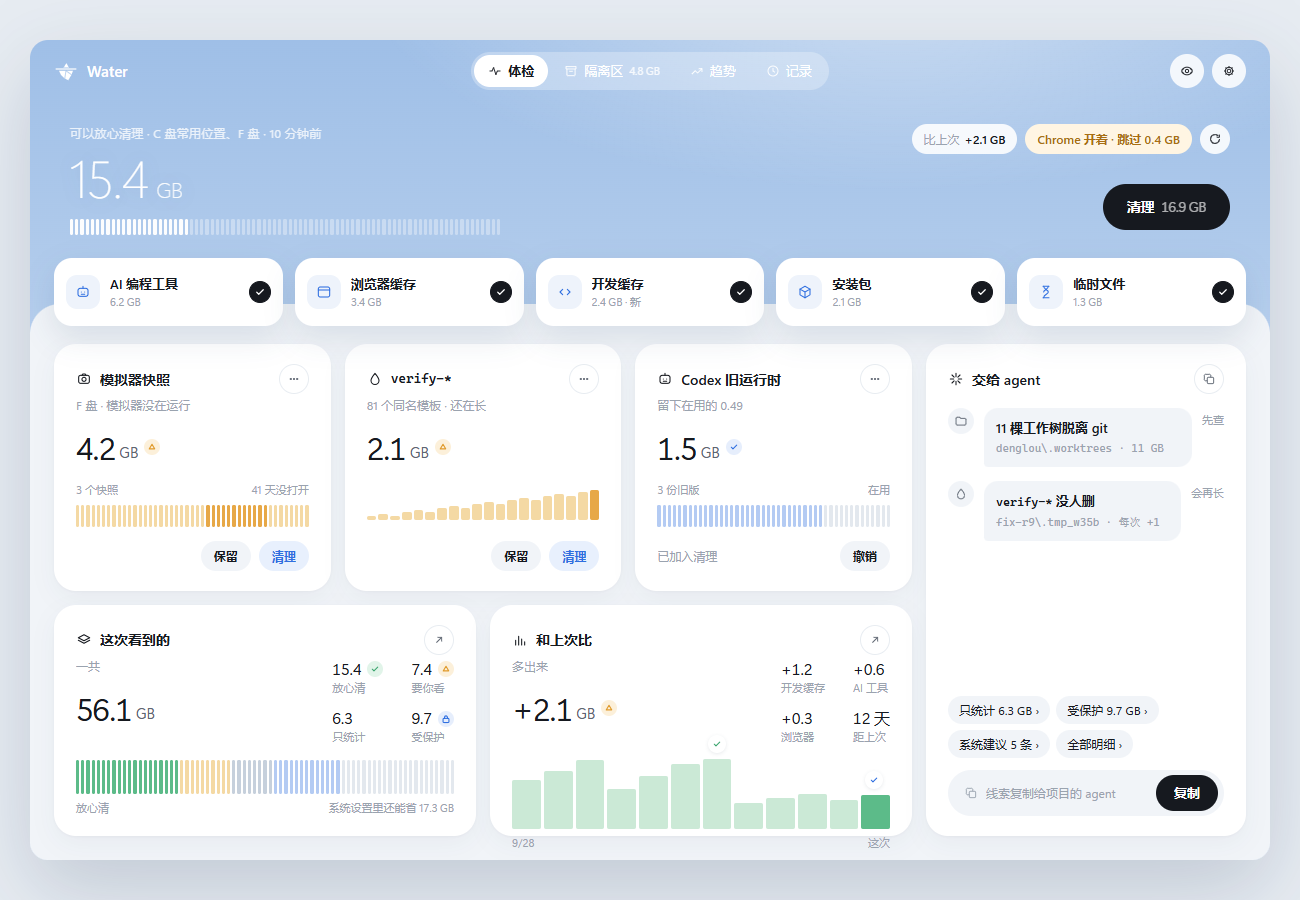 Water
体检
隔离区 4.8 GB
趋势
记录
可以放心清理 · C 盘常用位置、F 盘 · 10 分钟前
比上次 +2.1 GB
Chrome 开着 · 跳过 0.4 GB
15.4 GB
清理 16.9 GB
AI 编程工具
6.2 GB
浏览器缓存
3.4 GB
开发缓存
2.4 GB · 新
安装包
2.1 GB
临时文件
1.3 GB
模拟器快照
F 盘 · 模拟器没在运行
4.2 GB
3 个快照
41 天没打开
保留
清理
verify-*
81 个同名模板 · 还在长
2.1 GB
保留
清理
Codex 旧运行时
留下在用的 0.49
1.5 GB
3 份旧版
在用
已加入清理
撤销
交给 agent
11 棵工作树脱离 git
denglou\.worktrees · 11 GB
先查
verify-* 没人删
fix-r9\.tmp_w35b · 每次 +1
会再长
只统计 6.3 GB ›
受保护 9.7 GB ›
系统建议 5 条 ›
全部明细 ›
线索复制给项目的 agent
复制
这次看到的
一共
56.1 GB
15.4
放心清
7.4
要你看
6.3
只统计
9.7
受保护
放心清
系统设置里还能省 17.3 GB
和上次比
多出来
+2.1 GB
+1.2
开发缓存
+0.6
AI 工具
+0.3
浏览器
12 天
距上次
9/28
这次